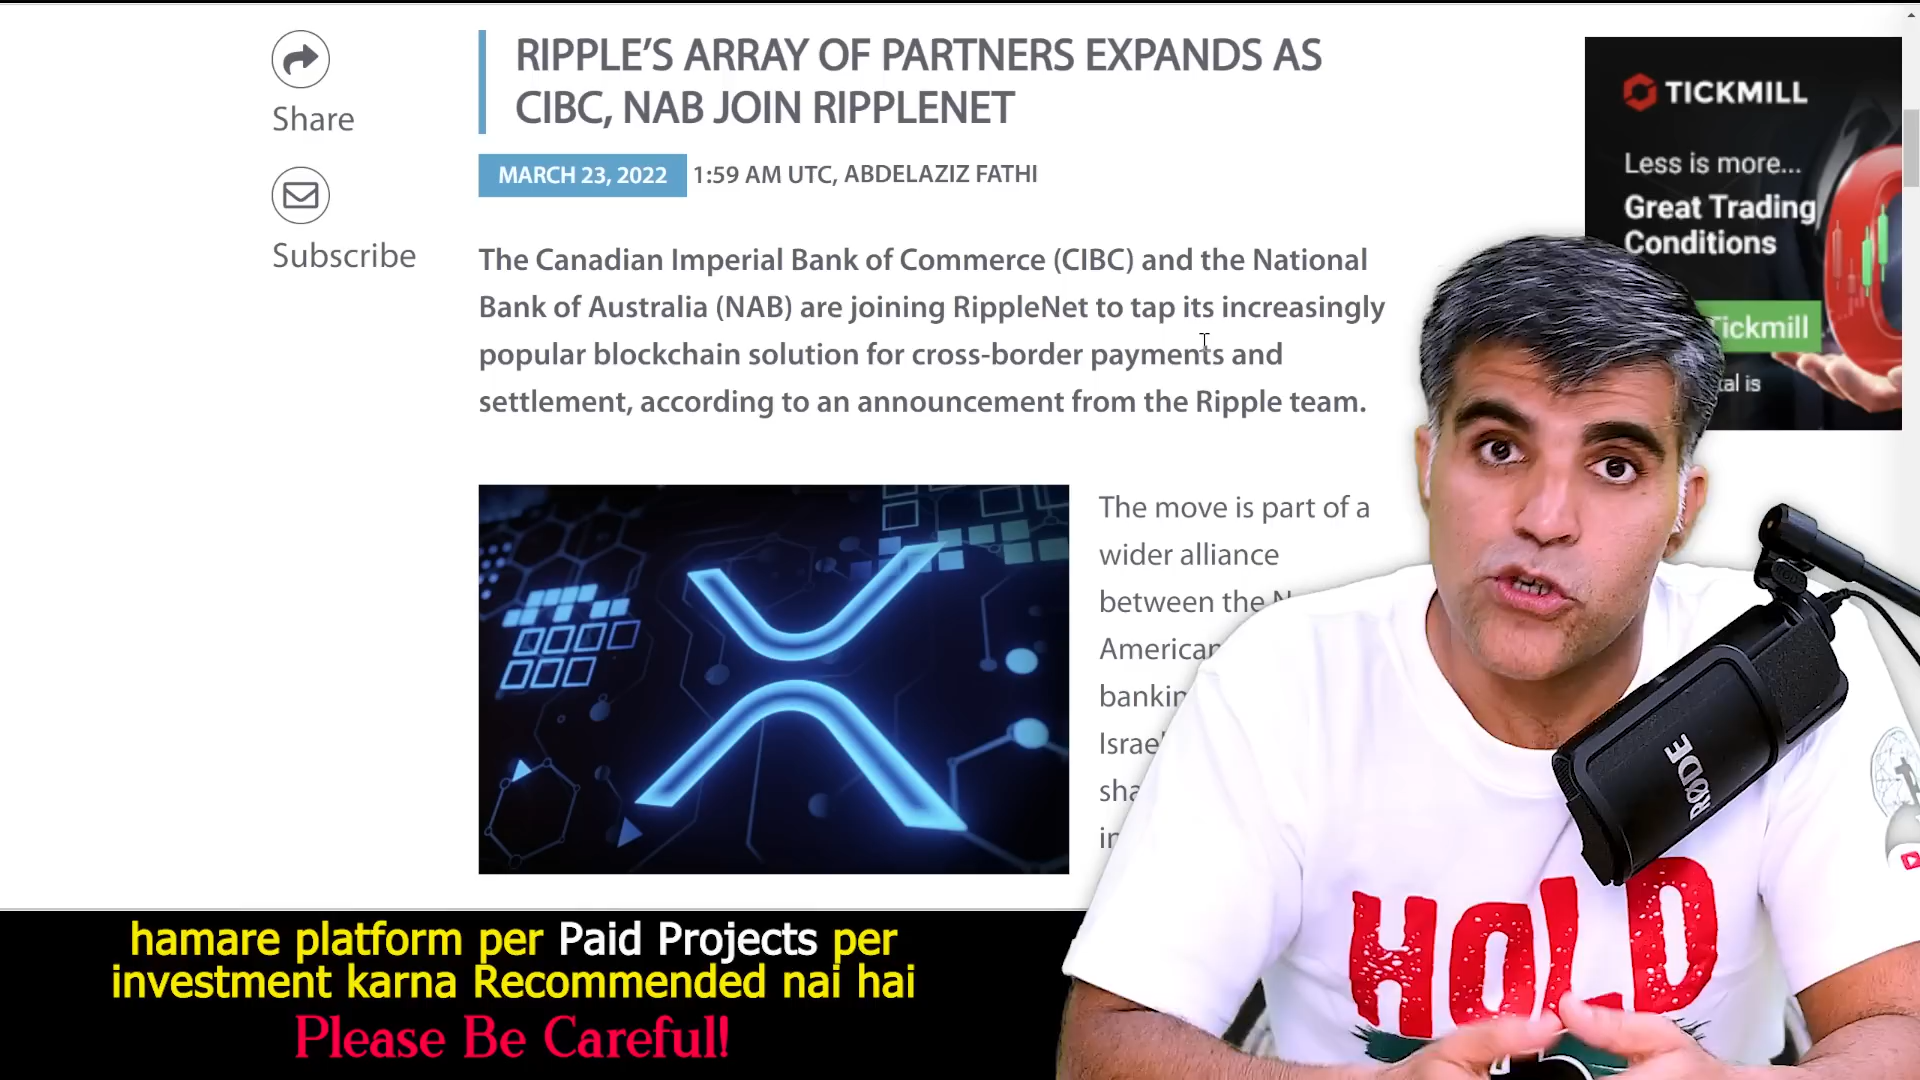 RIPPLE’S ARRAY OF PARTNERS EXPANDS AS
CIBC, NAB JOIN RIPPLENET
Share
MARCH 23, 2022 1:59 AM UTC, ABDELAZIZ FATHI
Subscribe
The Canadian Imperial Bank of Commerce (CIBC) and the National
Bank of Australia (NAB) are joining RippleNet to tap its increasingly
popular blockchain solution for cross-border payments and
settlement, according to an announcement from the Ripple team.
The move is part of a
wider alliance
between the
American
TICKMILL
Less is more...
Great Trading
Conditions
Tickmill
is
RØDE
HOLD
hamare platform per Paid Projects per
investment karna Recommended nai hai
Please Be Careful!